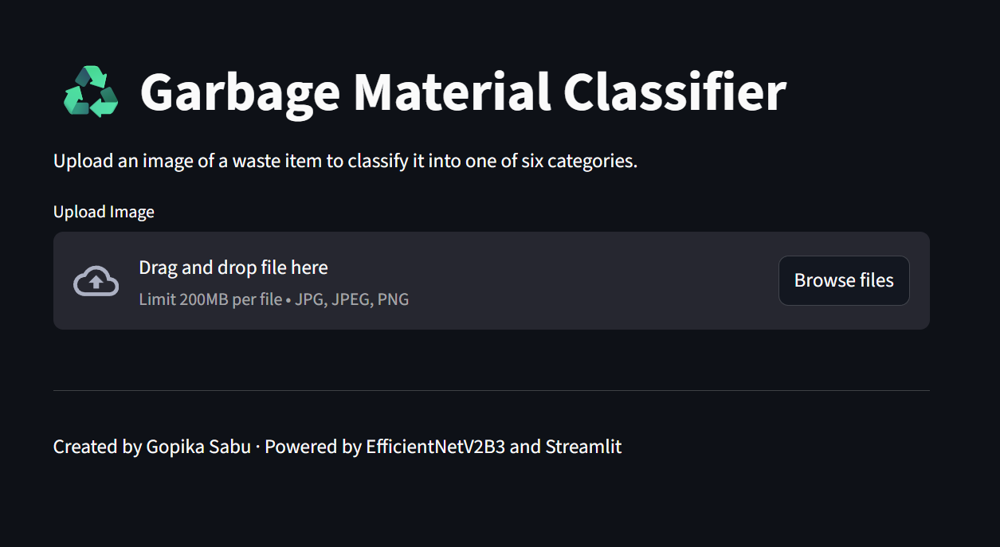 Garbage Material Classifier
Upload an image of a waste item to classify it into one of six categories.
Upload Image
Drag and drop file here
Limit 200MB per file • JPG, JPEG, PNG
Browse files
Created by Gopika Sabu · Powered by EfficientNetV2B3 and Streamlit